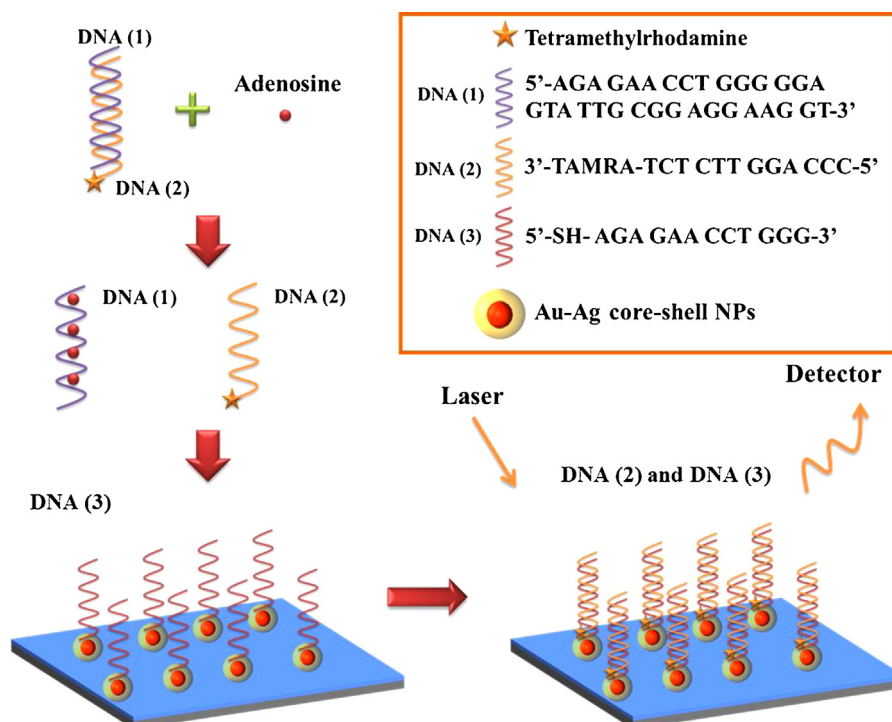 DNA (1)
Adenosine
DNA (2)
DNA (1)
DNA (2)
DNA (3)
Tetramethylrhodamine
DNA (1)
5’-AGA GAA CCT GGG GGA
GTA TTG CGG AGG AAG GT-3’
DNA (2)
3’-TAMRA-TCT CTT GGA CCC-5’
DNA (3)
5’-SH- AGA GAA CCT GGG-3’
Au-Ag core-shell NPs
Laser
Detector
DNA (2) and DNA (3)